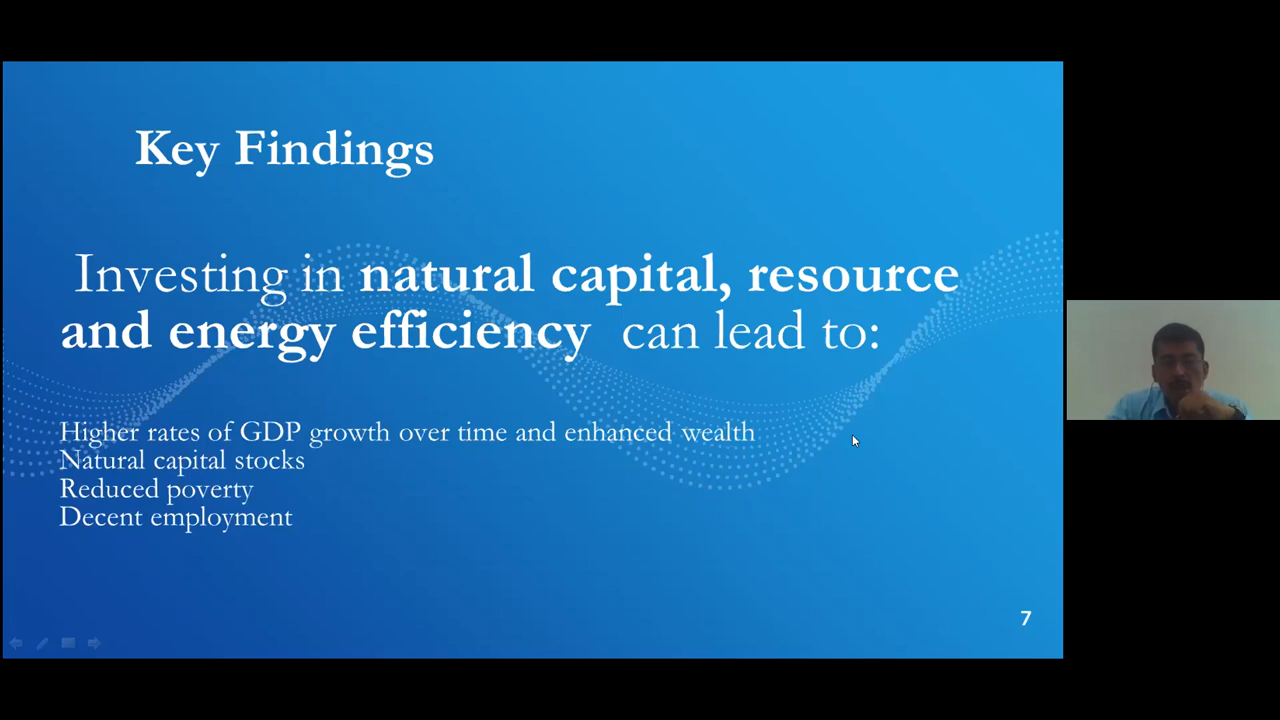 Key Findings
Investing in natural capital, resource
and energy efficiency can lead to:
Higher rates of GDP growth over time and enhanced wealth
Natural capital stocks
Reduced poverty
Decent employment
7